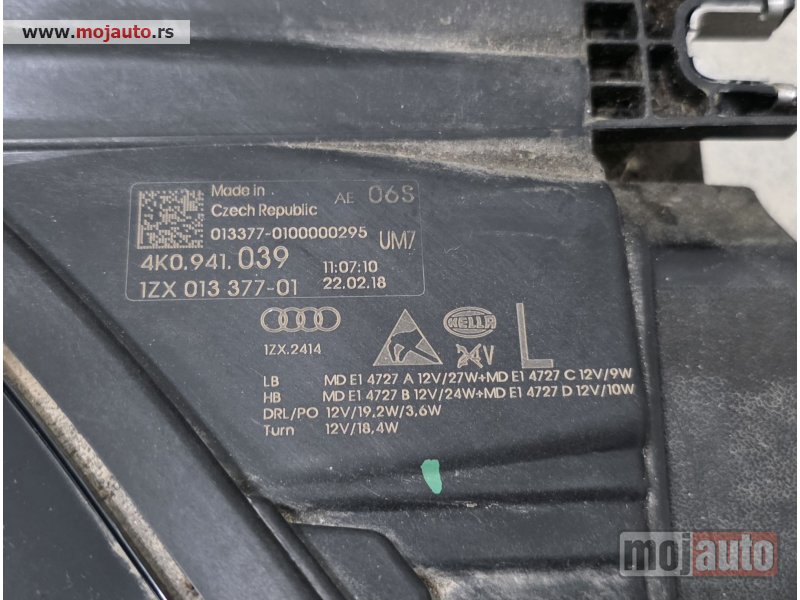 www.mojauto.rs
Made in AE 06S
Czech Republic
013377-0100000295 UM7
4K0.941.039 11:07:10
1ZX 013 377-01 22.02.18
HELLA
1ZX.2414 24V L
LB MD E1 4727 A 12V/27W+MD E1 4727 C 12V/9W
HB MD E1 4727 B 12V/24W+MD E1 4727 D 12V/10W
DRL/PO 12V/19,2W/3,6W
Turn 12V/18,4W
mojauto